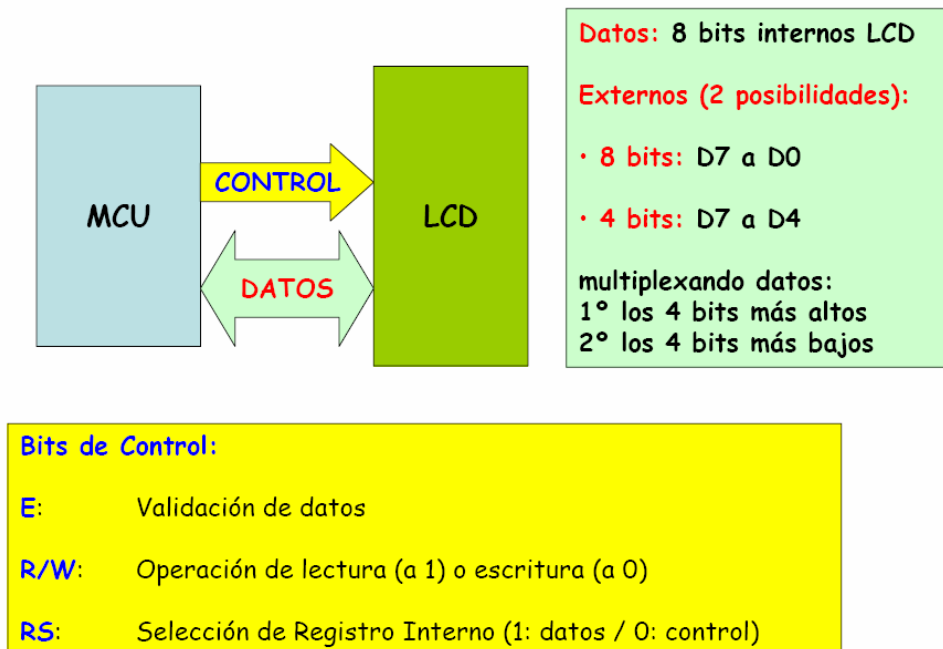 MCU
CONTROL
DATOS
LCD
Datos: 8 bits internos LCD
Externos (2 posibilidades):
• 8 bits: D7 a D0
• 4 bits: D7 a D4
multiplexando datos:
1º los 4 bits más altos
2º los 4 bits más bajos
Bits de Control:
E: Validación de datos
R/W: Operación de lectura (a 1) o escritura (a 0)
RS: Selección de Registro Interno (1: datos / 0: control)